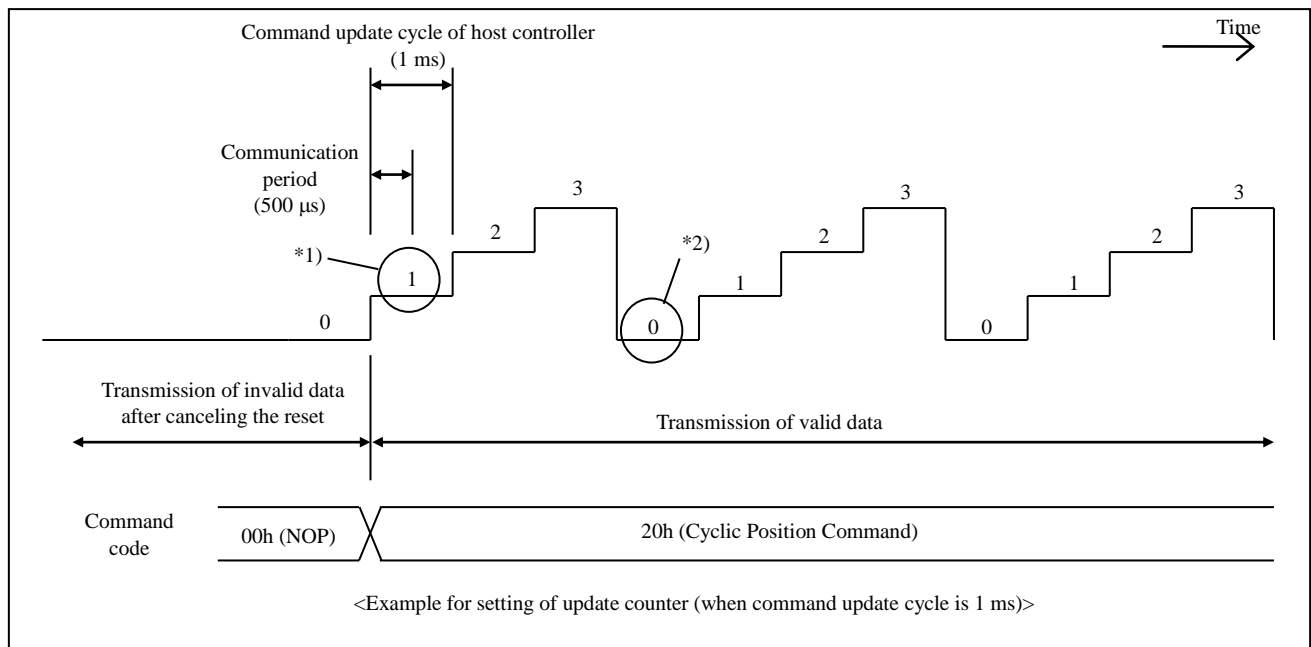 Command update cycle of host controller
(1 ms)
Time
Communication
period
(500 µs)
*1)
0
1
2
3
*2)
0
1
2
3
0
1
2
3
Transmission of invalid data
after canceling the reset
Transmission of valid data
Command
code
00h (NOP)
20h (Cyclic Position Command)
<Example for setting of update counter (when command update cycle is 1 ms)>